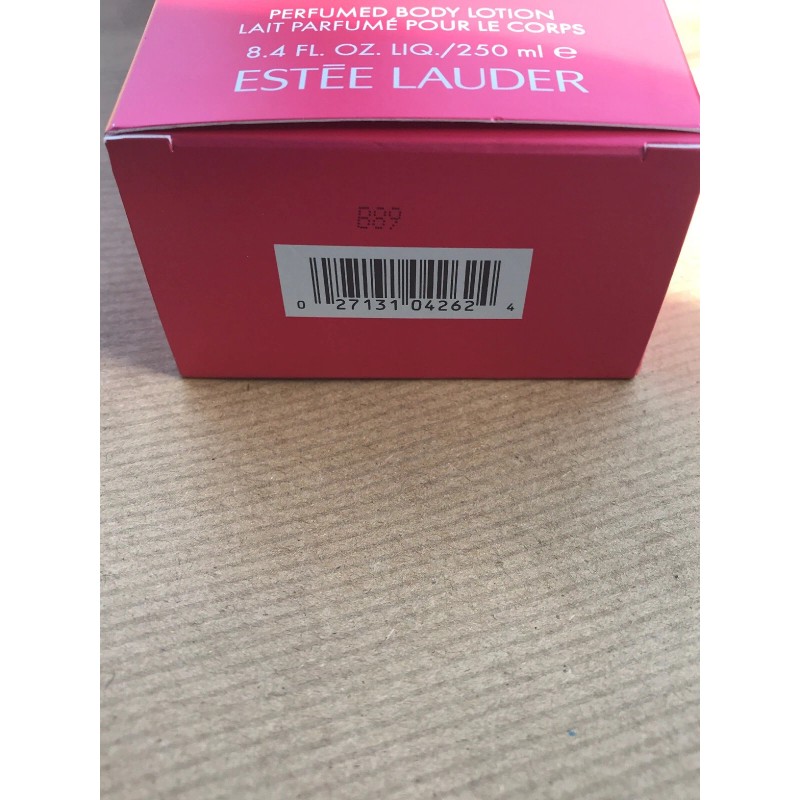 PERFUMED BODY LOTION
LAIT PARFUMÉ POUR LE CORPS
8.4 FL. OZ. LIQ./250 ml e
ESTĒE LAUDER
B89
0 27131 04262 4